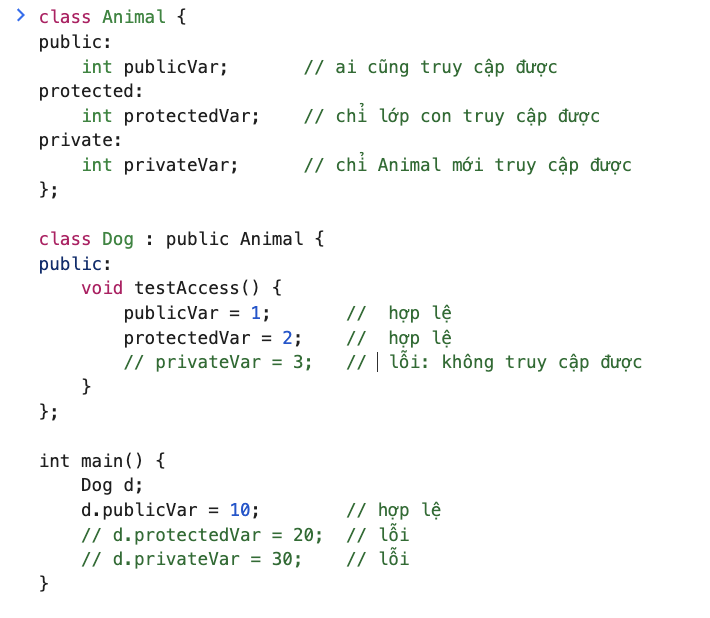 class Animal {
public:
    int publicVar;       // ai cũng truy cập được
protected:
    int protectedVar;    // chỉ lớp con truy cập được
private:
    int privateVar;      // chỉ Animal mới truy cập được
};

class Dog : public Animal {
public:
    void testAccess() {
        publicVar = 1;       //  hợp lệ
        protectedVar = 2;    //  hợp lệ
        // privateVar = 3;   //  lỗi: không truy cập được
    }
};

int main() {
    Dog d;
    d.publicVar = 10;        // hợp lệ
    // d.protectedVar = 20;  // lỗi
    // d.privateVar = 30;    // lỗi
}